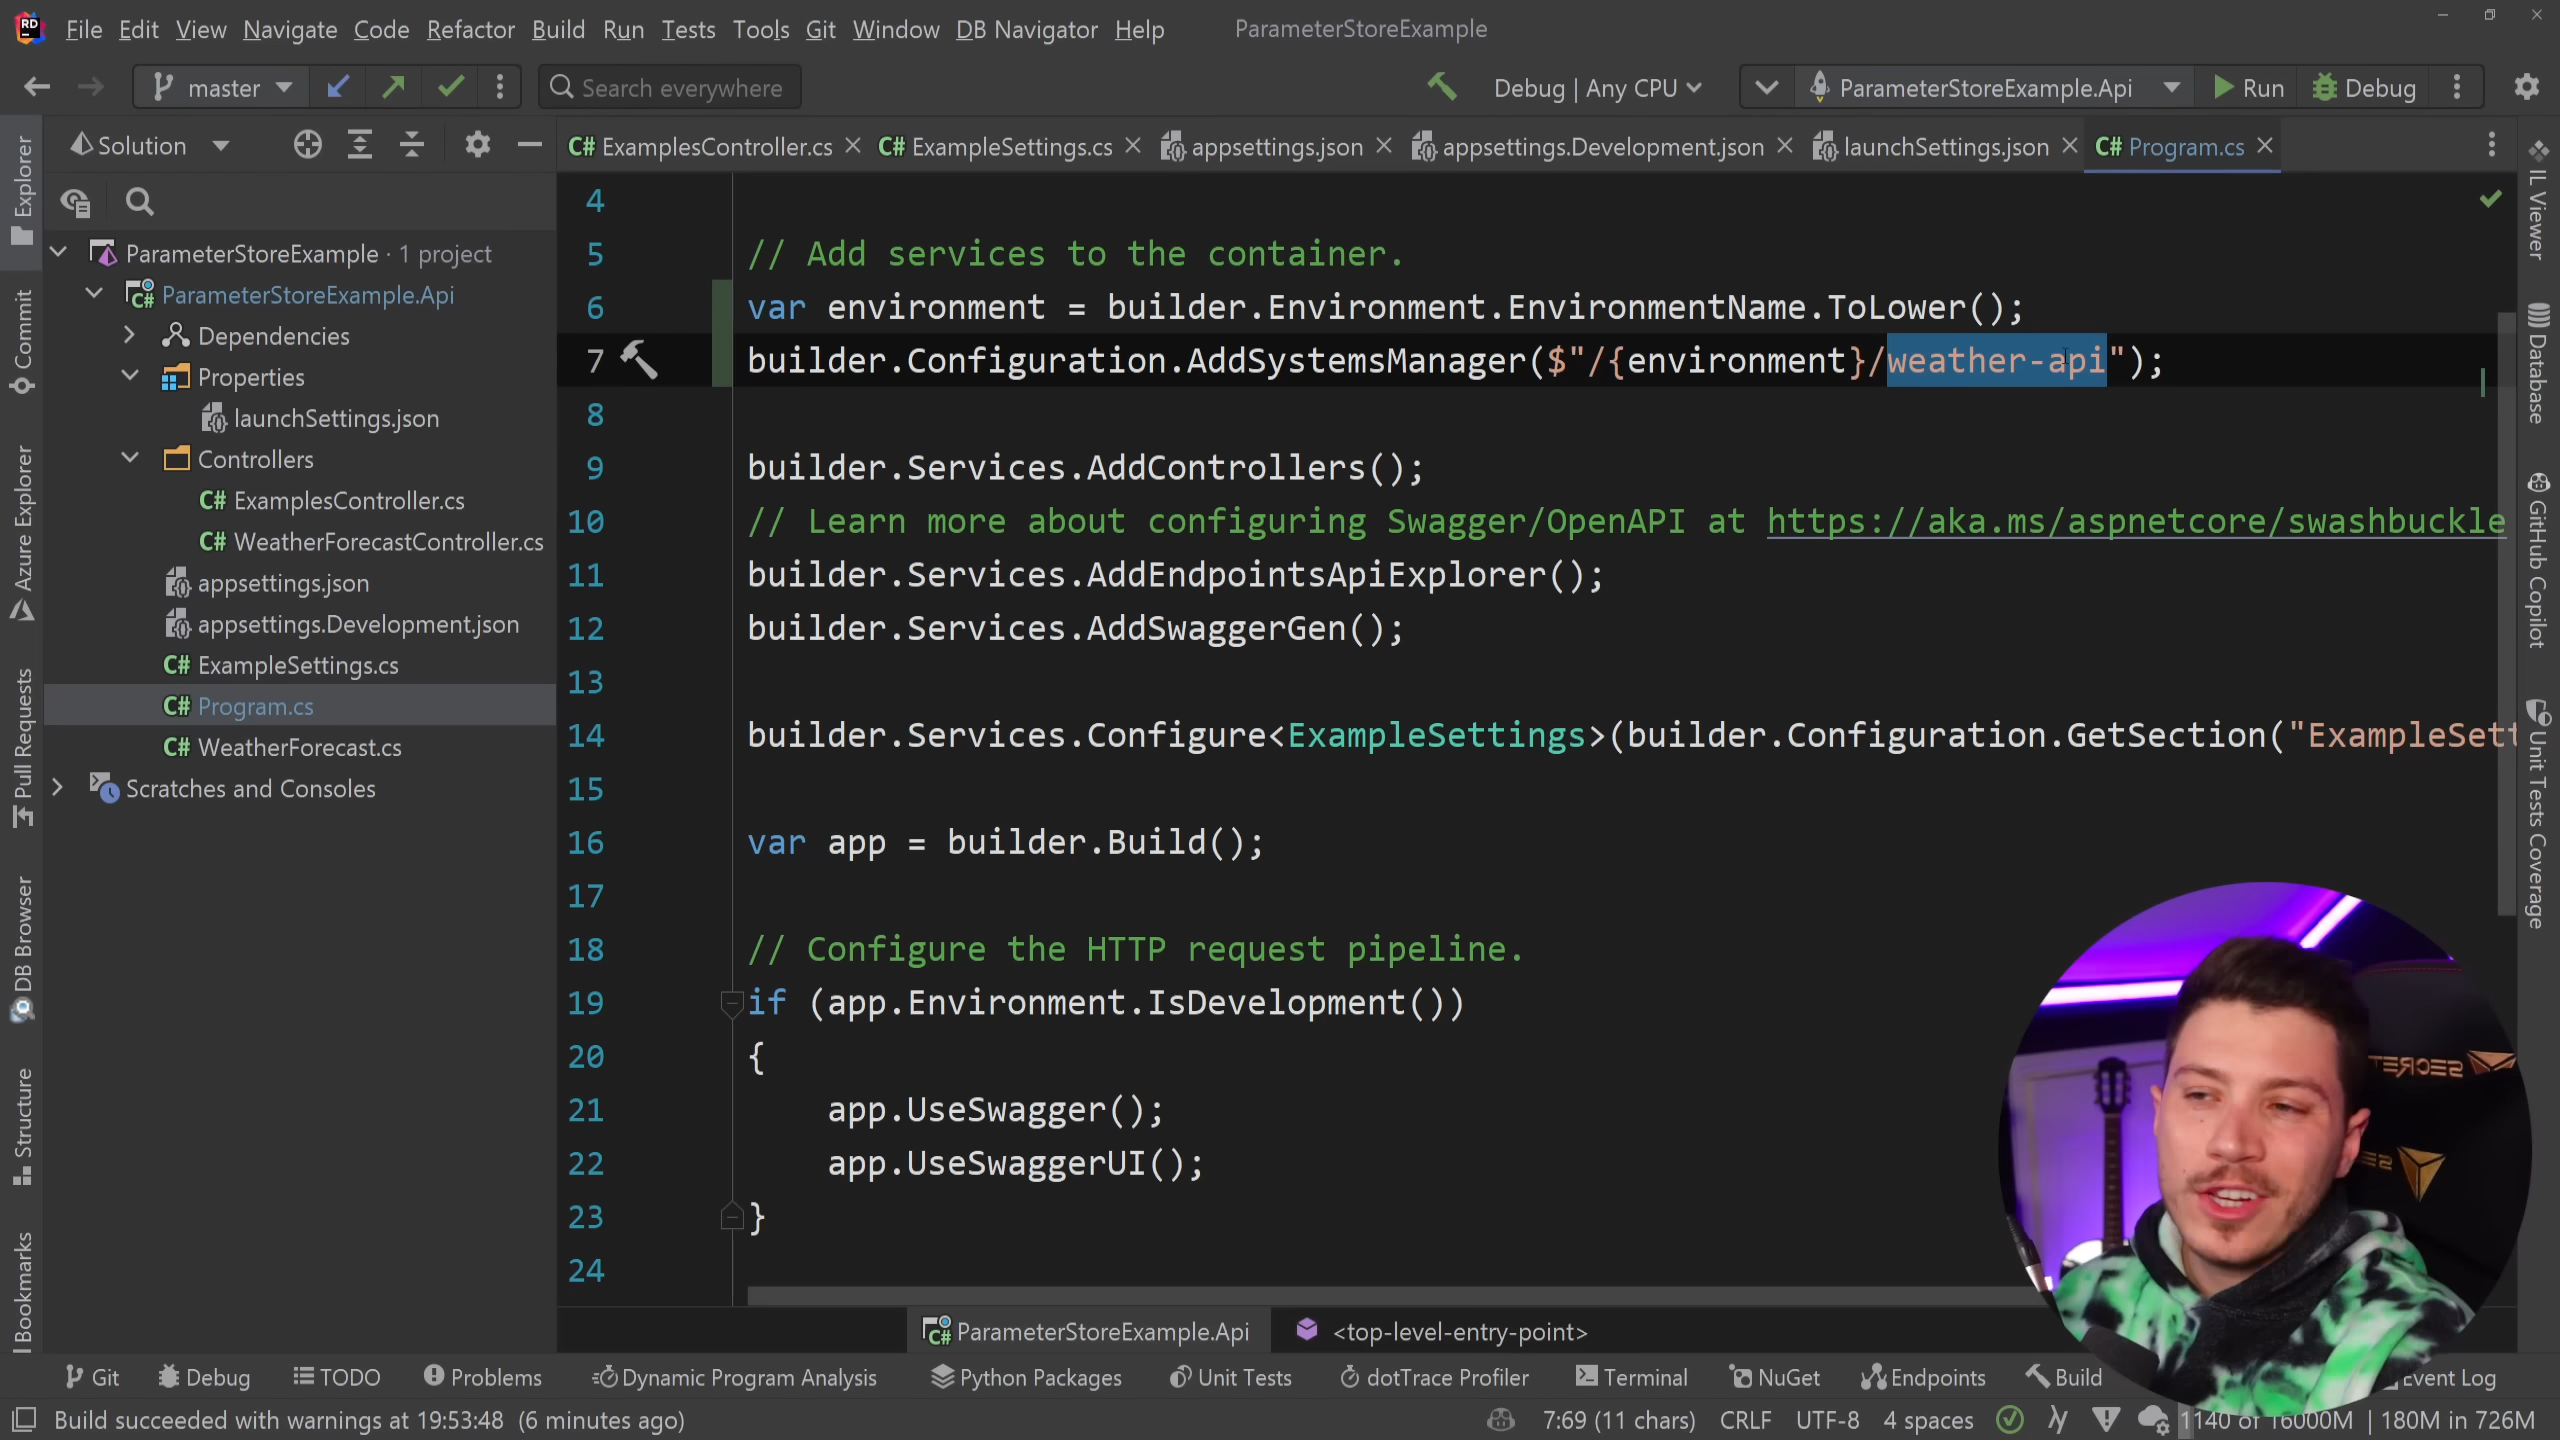 RD File Edit View Navigate Code Refactor Build Run Tests Tools Git Window DB Navigator Help ParameterStoreExample
master Search everywhere Debug | Any CPU ParameterStoreExample.Api Run Debug
Solution
C# ExamplesController.cs C# ExampleSettings.cs appsettings.json appsettings.Development.json launchSettings.json C# Program.cs
Explorer
Commit
Azure Explorer
Pull Requests
DB Browser
Structure
Bookmarks
ParameterStoreExample · 1 project
C# ParameterStoreExample.Api
Dependencies
Properties
launchSettings.json
Controllers
C# ExamplesController.cs
C# WeatherForecastController.cs
appsettings.json
appsettings.Development.json
C# ExampleSettings.cs
C# Program.cs
C# WeatherForecast.cs
Scratches and Consoles
4
5 // Add services to the container.
6 var environment = builder.Environment.EnvironmentName.ToLower();
7 builder.Configuration.AddSystemsManager($"/{environment}/weather-api");
8
9 builder.Services.AddControllers();
10 // Learn more about configuring Swagger/OpenAPI at https://aka.ms/aspnetcore/swashbuckle
11 builder.Services.AddEndpointsApiExplorer();
12 builder.Services.AddSwaggerGen();
13
14 builder.Services.Configure<ExampleSettings>(builder.Configuration.GetSection("ExampleSett
15
16 var app = builder.Build();
17
18 // Configure the HTTP request pipeline.
19 if (app.Environment.IsDevelopment())
20 {
21 app.UseSwagger();
22 app.UseSwaggerUI();
23 }
24
IL Viewer
Database
GitHub Copilot
Unit Tests Coverage
SECRET
C# ParameterStoreExample.Api <top-level-entry-point>
Git Debug TODO Problems Dynamic Program Analysis Python Packages Unit Tests dotTrace Profiler Terminal NuGet Endpoints Build Event Log
Build succeeded with warnings at 19:53:48 (6 minutes ago) 7:69 (11 chars) CRLF UTF-8 4 spaces 1140 of 16000M | 180M in 726M